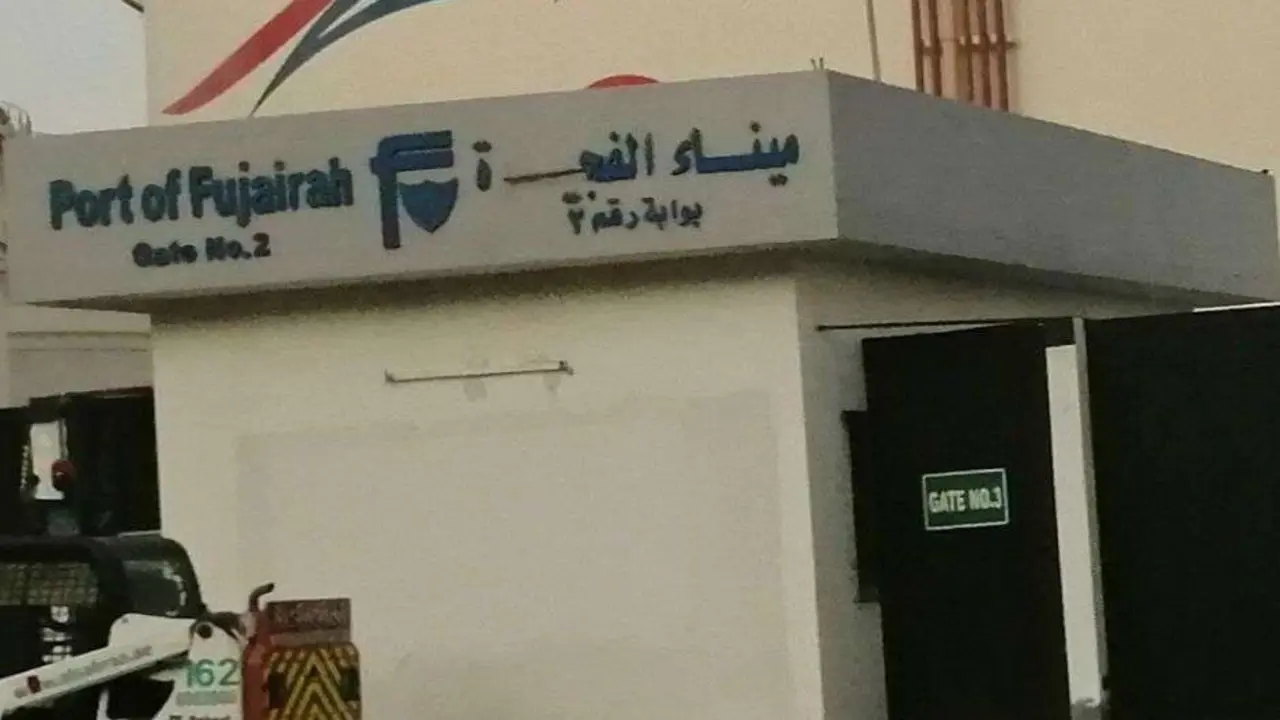 Port of Fujairah
ميناء الفجيرة
Gate No.2
بوابة رقم ٢
GATE NO.3
162